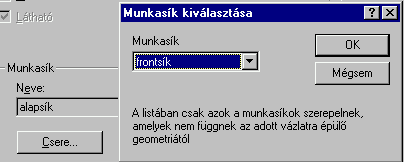 Látható
Munkasík
Neve:
alapsík
Csere...
Munkasík kiválasztása
Munkasík
frontsík
OK
Mégsem
A listában csak azok a munkasíkok szerepelnek,
amelyek nem függnek az adott vázlatra épülő
geometriától